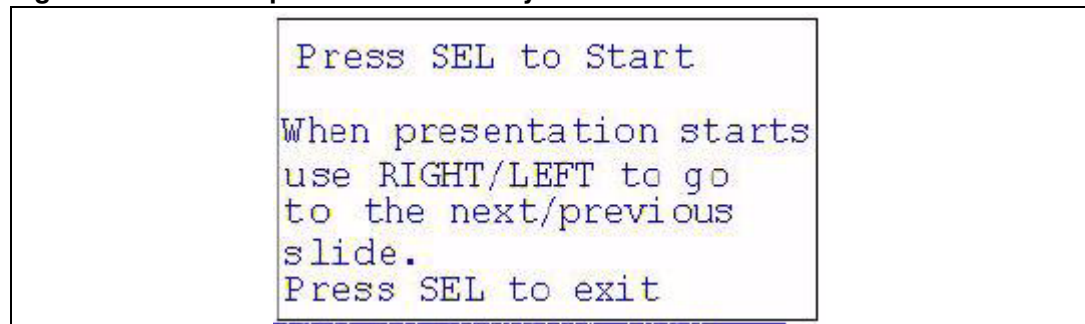 Press SEL to Start
When presentation starts
use RIGHT/LEFT to go
to the next/previous
slide.
Press SEL to exit